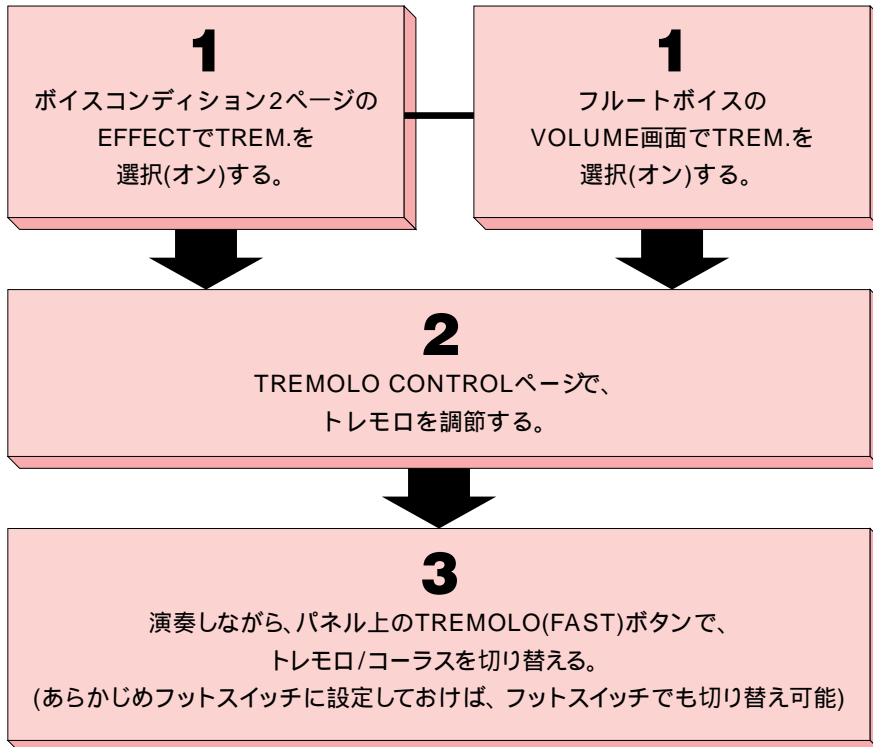 1
ボイスコンディション2ページの
EFFECTでTREM.を
選択(オン)する。
1
フルートボイスの
VOLUME画面でTREM.を
選択(オン)する。
2
TREMOLO CONTROLページで、
トレモロを調節する。
3
演奏しながら、パネル上のTREMOLO(FAST)ボタンで、
トレモロ/コーラスを切り替える。
(あらかじめフットスイッチに設定しておけば、フットスイッチでも切り替え可能)